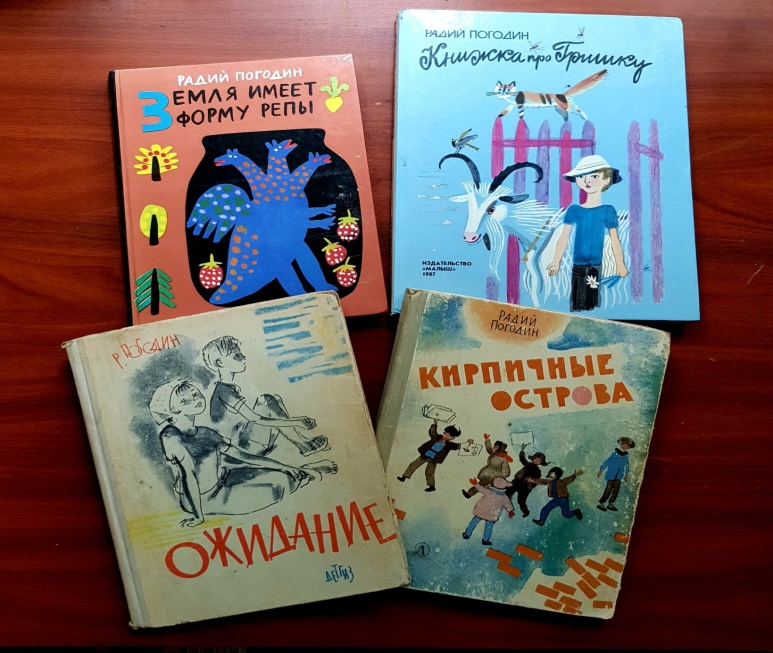 РАДИЙ ПОГОДИН
ЗЕМЛЯ ИМЕЕТ
ФОРМУ РЕПЫ
РАДИЙ ПОГОДИН
Книжка про Гришку
ИЗДАТЕЛЬСТВО
«МАЛЫШ»
1987
Р. ПОГОДИН
ОЖИДАНИЕ
ДЕТГИЗ
РАДИЙ
ПОГОДИН
КИРПИЧНЫЕ
ОСТРОВА